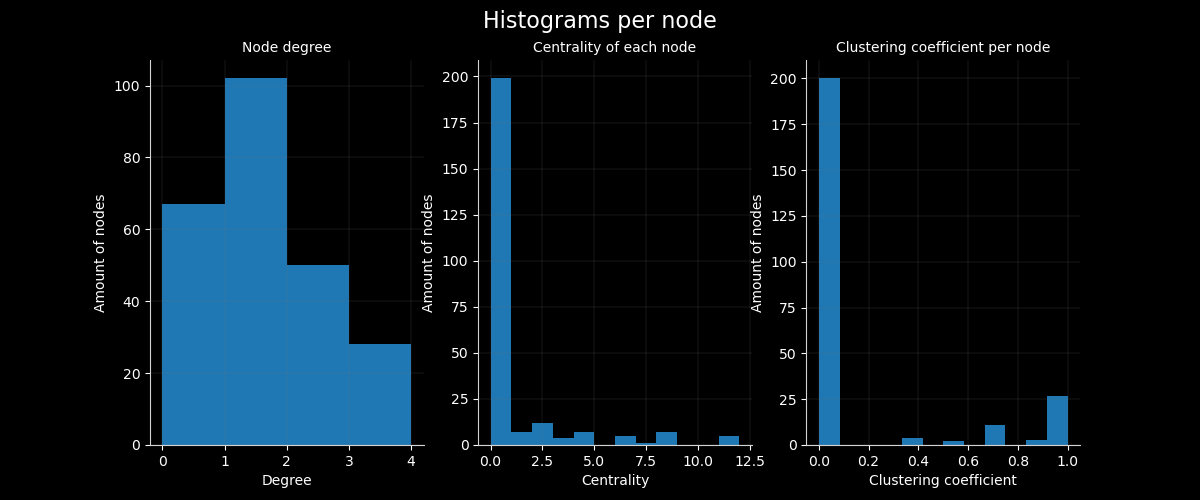 Histograms per node
Node degree
Amount of nodes
100
80
60
40
20
0
0 1 2 3 4
Degree
Centrality of each node
Amount of nodes
200
175
150
125
100
75
50
25
0
0.0 2.5 5.0 7.5 10.0 12.5
Centrality
Clustering coefficient per node
Amount of nodes
200
175
150
125
100
75
50
25
0
0.0 0.2 0.4 0.6 0.8 1.0
Clustering coefficient